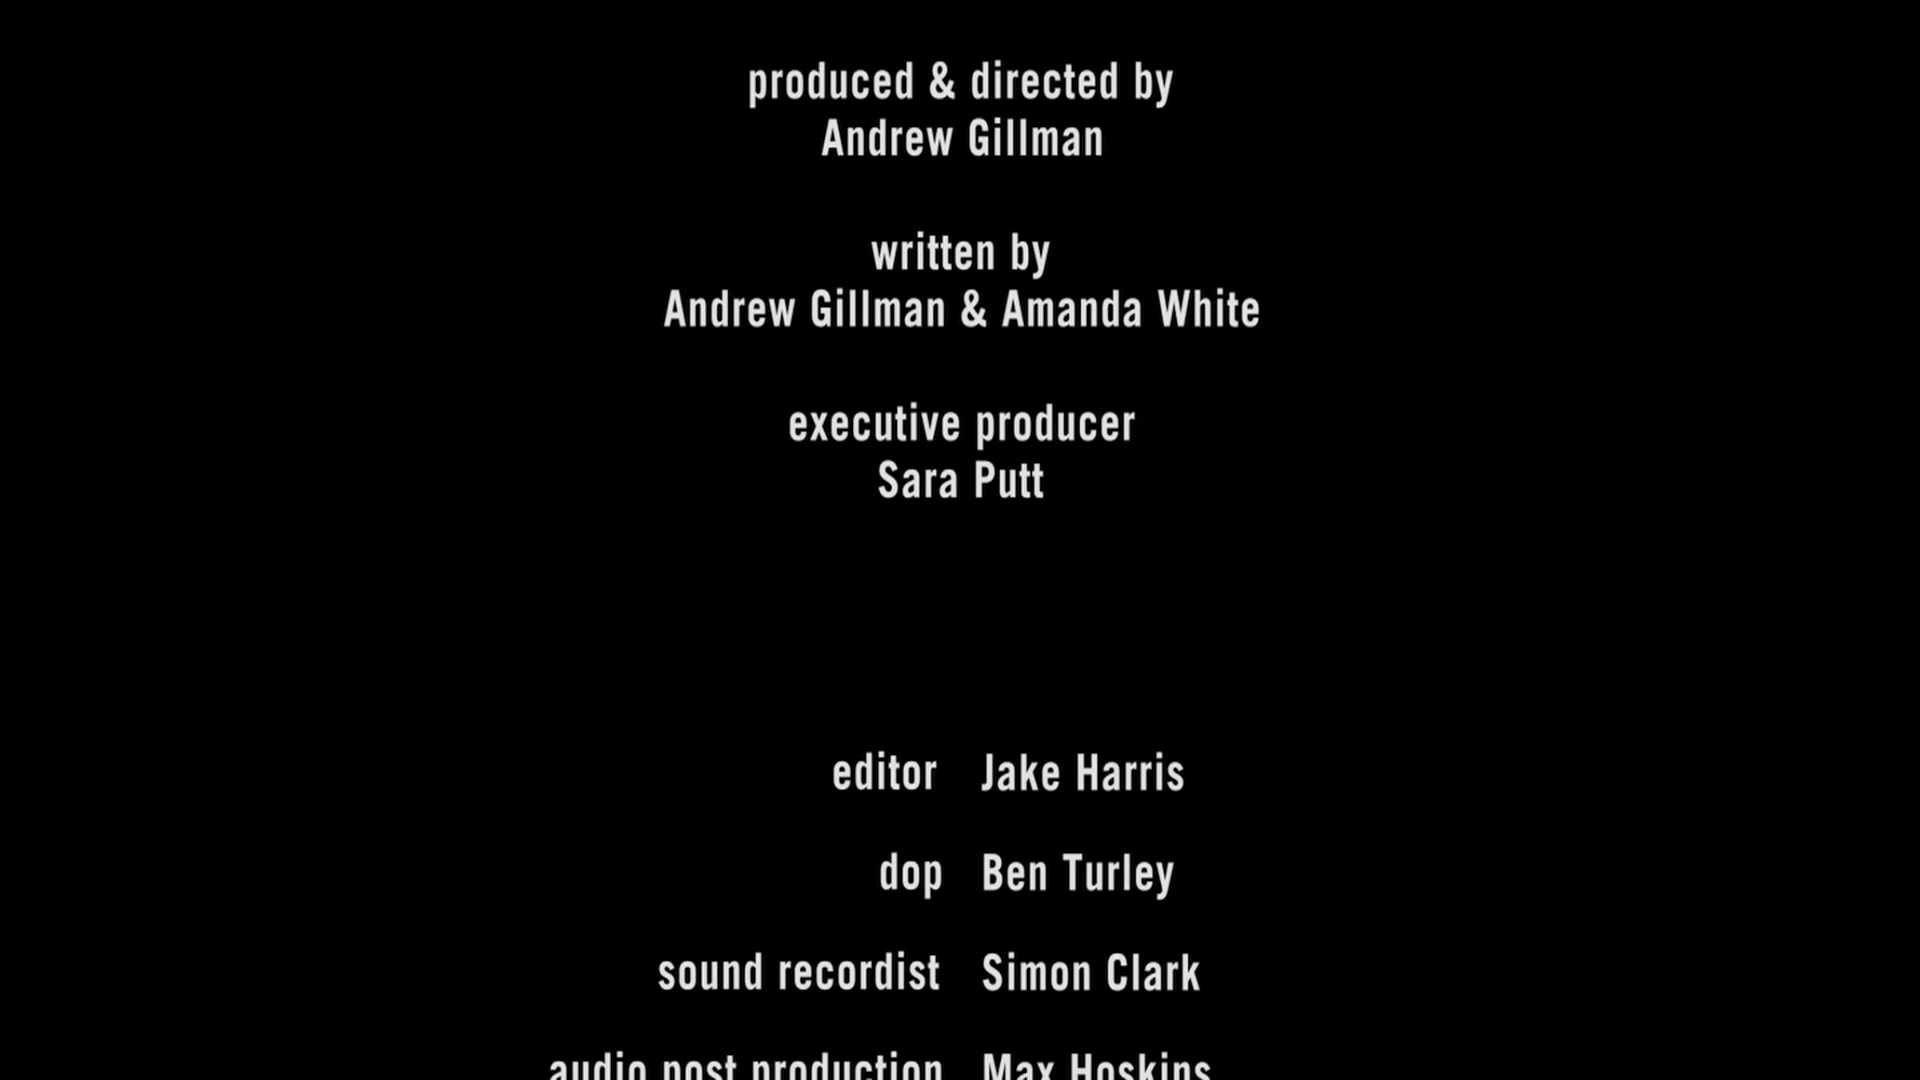 produced & directed by
Andrew Gillman
written by
Andrew Gillman & Amanda White
executive producer
Sara Putt
editor Jake Harris
dop Ben Turley
sound recordist Simon Clark
audio post production Max Hoskins